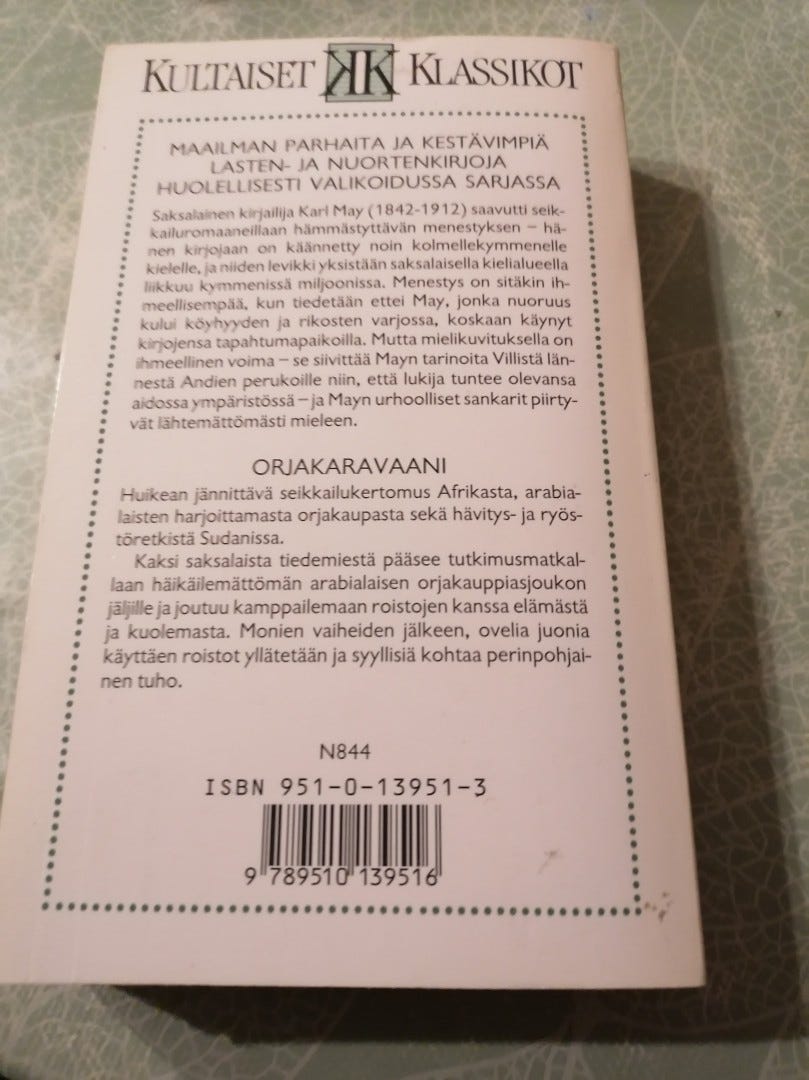 KULTAISET KK KLASSIKOT
MAAILMAN PARHAITA JA KESTÄVIMPIÄ
LASTEN- JA NUORTENKIRJOJA
HUOLELLISESTI VALIKOIDUSSA SARJASSA
Saksalainen kirjailija Karl May (1842-1912) saavutti seik-
kailuromaaneillaan hämmästyttävän menestyksen – hä-
nen kirjojaan on käännetty noin kolmellekymmenelle
kielelle, ja niiden levikki yksistään saksalaisella kielialueella
liikkuu kymmenissä miljoonissa. Menestys on sitäkin ih-
meellisempää, kun tiedetään ettei May, jonka nuoruus
kului köyhyyden ja rikosten varjossa, koskaan käynyt
kirjojensa tapahtumapaikoilla. Mutta mielikuvituksella on
ihmeellinen voima – se siivittää Mayn tarinoita Villistä län-
nestä Andien perukoille niin, että lukija tuntee olevansa
aidossa ympäristössä – ja Mayn urhoolliset sankarit piirty-
vät lähtemättömästi mieleen.
ORJAKARAVAANI
Huikean jännittävä seikkailukertomus Afrikasta, arabia-
laisten harjoittamasta orjakaupasta sekä hävitys- ja ryös-
töretkistä Sudanissa.
Kaksi saksalaista tiedemiestä pääsee tutkimusmatkal-
laan häikäilemättömän arabialaisen orjakauppiasjoukon
jäljille ja joutuu kamppailemaan roistojen kanssa elämästä
ja kuolemasta. Monien vaiheiden jälkeen, ovelia juonia
käyttäen roistot yllätetään ja syyllisiä kohtaa perinpohjai-
nen tuho.
N844
ISBN 951-0-13951-3
9 789510 139516